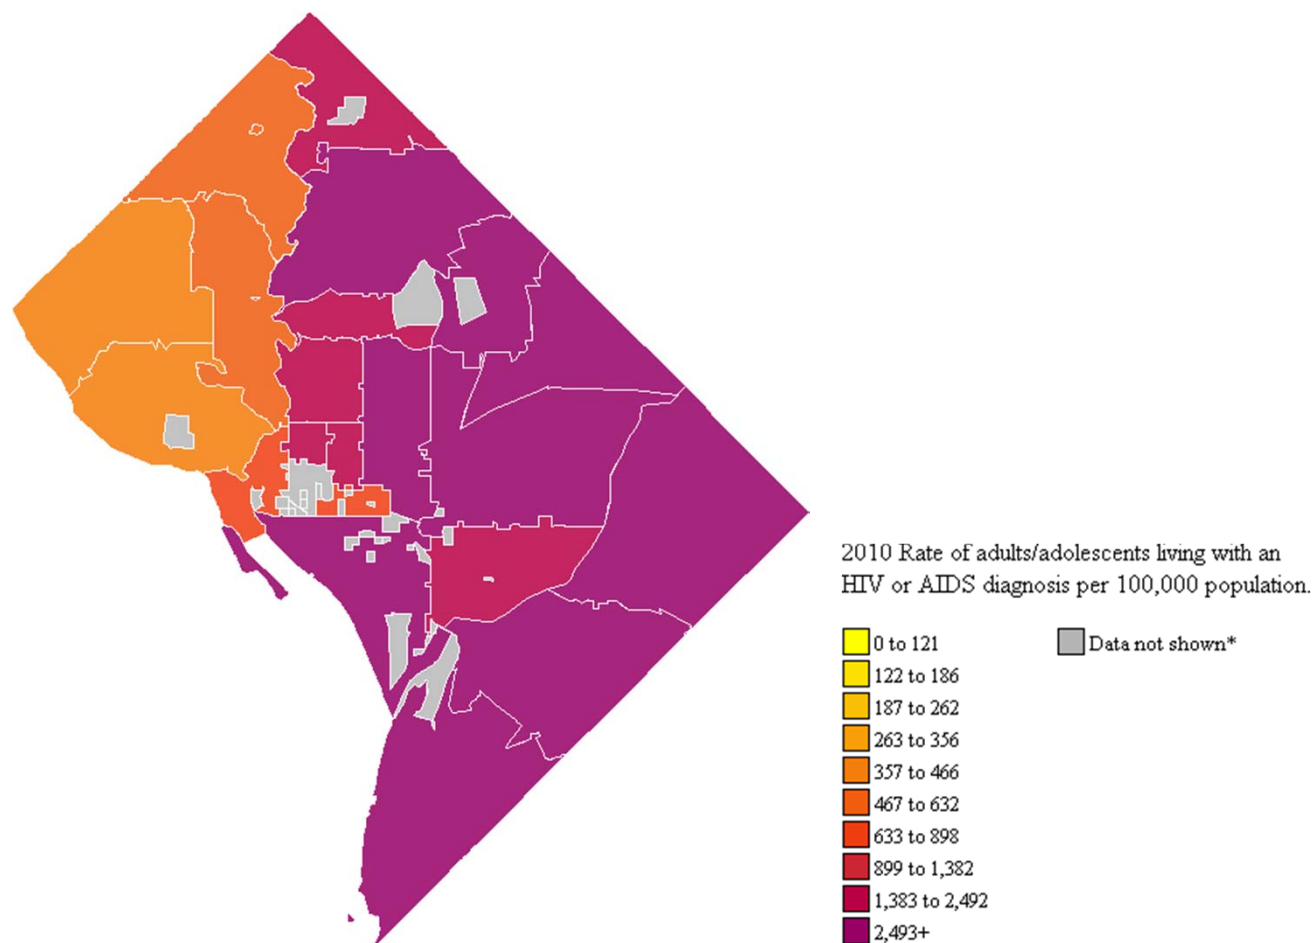 2010 Rate of adults/adolescents living with an
HIV or AIDS diagnosis per 100,000 population.
0 to 121
Data not shown*
122 to 186
187 to 262
263 to 356
357 to 466
467 to 632
633 to 898
899 to 1,382
1,383 to 2,492
2,493+